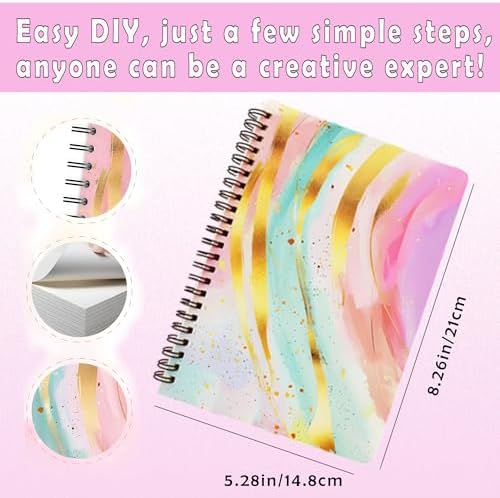 Easy DIY, just a few simple steps,
anyone can be a creative expert!
8.26in/21cm
5.28in/14.8cm